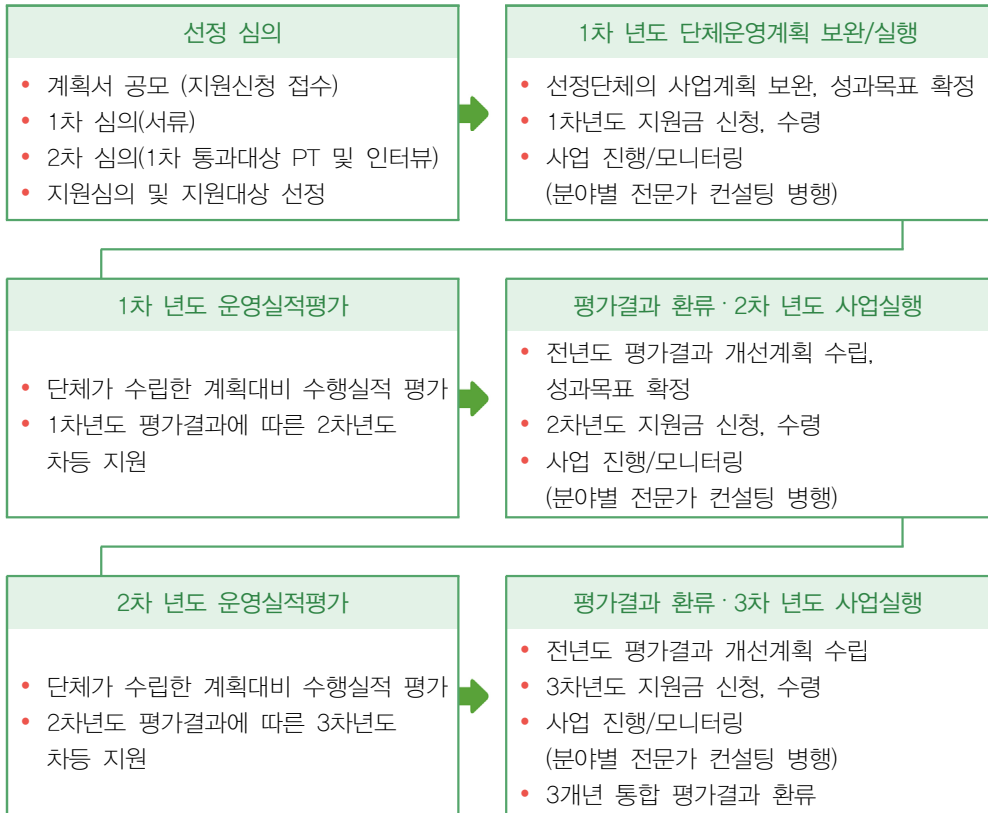 선정 심의
• 계획서 공모 (지원신청 접수)
• 1차 심의(서류)
• 2차 심의(1차 통과대상 PT 및 인터뷰)
• 지원심의 및 지원대상 선정
1차 년도 단체운영계획 보완/실행
• 선정단체의 사업계획 보완, 성과목표 확정
• 1차년도 지원금 신청, 수령
• 사업 진행/모니터링
(분야별 전문가 컨설팅 병행)
1차 년도 운영실적평가
• 단체가 수립한 계획대비 수행실적 평가
• 1차년도 평가결과에 따른 2차년도
차등 지원
평가결과 환류·2차 년도 사업실행
• 전년도 평가결과 개선계획 수립,
성과목표 확정
• 2차년도 지원금 신청, 수령
• 사업 진행/모니터링
(분야별 전문가 컨설팅 병행)
2차 년도 운영실적평가
• 단체가 수립한 계획대비 수행실적 평가
• 2차년도 평가결과에 따른 3차년도
차등 지원
평가결과 환류·3차 년도 사업실행
• 전년도 평가결과 개선계획 수립
• 3차년도 지원금 신청, 수령
• 사업 진행/모니터링
(분야별 전문가 컨설팅 병행)
• 3개년 통합 평가결과 환류